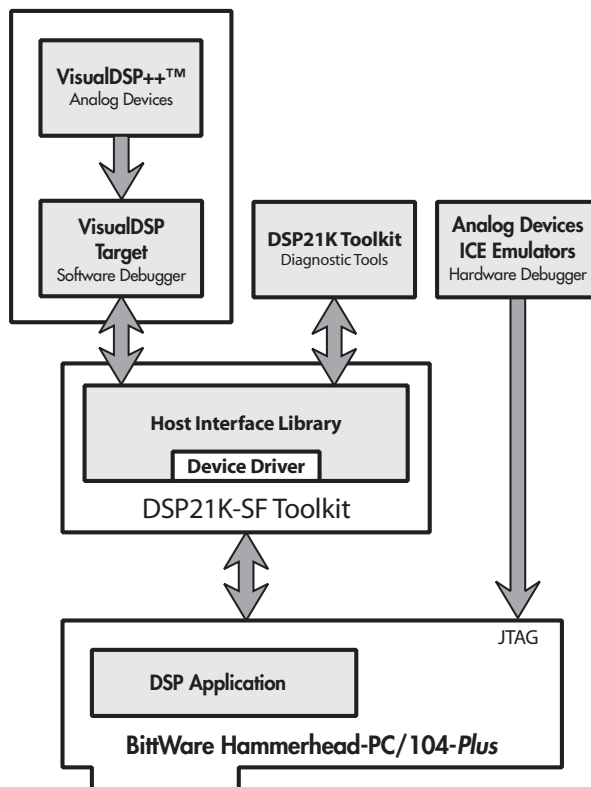 VisualDSP++™
Analog Devices
VisualDSP
Target
Software Debugger
DSP21K Toolkit
Diagnostic Tools
Analog Devices
ICE Emulators
Hardware Debugger
Host Interface Library
Device Driver
DSP21K-SF Toolkit
JTAG
DSP Application
BittWare Hammerhead-PC/104-Plus